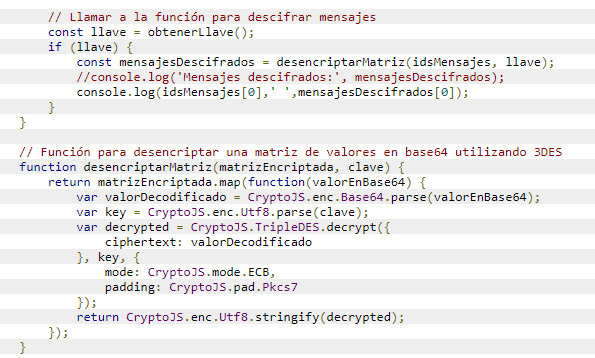 // Llamar a la función para descifrar mensajes
const llave = obtenerLlave();
if (llave) {
const mensajesDescifrados = desencriptarMatriz(idsMensajes, llave);
//console.log('Mensajes descifrados:', mensajesDescifrados);
console.log(idsMensajes[0],' ',mensajesDescifrados[0]);
}
}
// Función para desencriptar una matriz de valores en base64 utilizando 3DES
function desencriptarMatriz(matrizEncriptada, clave) {
return matrizEncriptada.map(function(valorEnBase64) {
var valorDecodificado = CryptoJS.enc.Base64.parse(valorEnBase64);
var key = CryptoJS.enc.Utf8.parse(clave);
var decrypted = CryptoJS.TripleDES.decrypt({
ciphertext: valorDecodificado
}, key, {
mode: CryptoJS.mode.ECB,
padding: CryptoJS.pad.Pkcs7
});
return CryptoJS.enc.Utf8.stringify(decrypted);
});
}